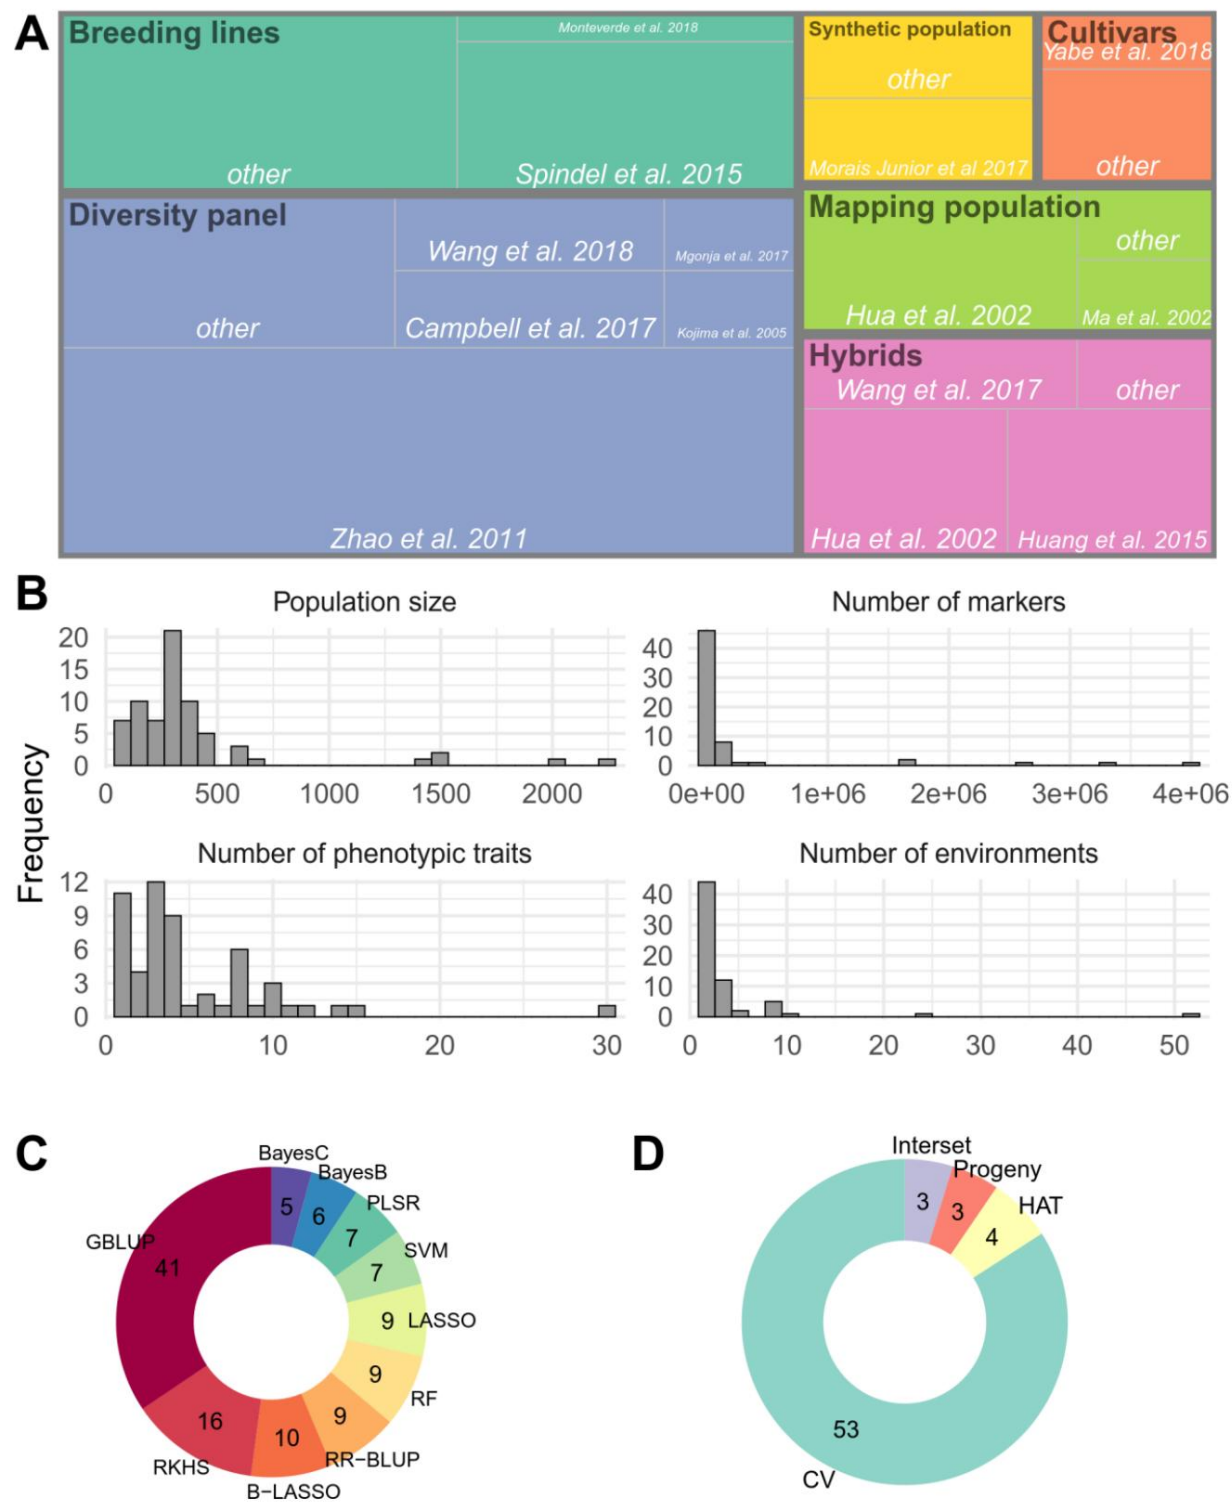 A
Breeding lines
Monteverde et al. 2018
other
Spindel et al. 2015
Synthetic population
other
Morais Junior et al 2017
Cultivars
Yabe et al. 2018
other
Diversity panel
Wang et al. 2018
Mgonja et al. 2017
other
Campbell et al. 2017
Kojima et al. 2005
Zhao et al. 2011
Mapping population
other
Hua et al. 2002
Ma et al. 2002
Hybrids
Wang et al. 2017
other
Hua et al. 2002
Huang et al. 2015
B
Frequency
Population size
20
15
10
5
0
0 500 1000 1500 2000
Number of markers
40
30
20
10
0
0e+00 1e+06 2e+06 3e+06 4e+06
Number of phenotypic traits
12
9
6
3
0
0 10 20 30
Number of environments
40
30
20
10
0
0 10 20 30 40 50
C
BayesC
5
BayesB
6
PLSR
7
SVM
7
LASSO
9
RF
9
RR-BLUP
9
B-LASSO
10
RKHS
16
GBLUP
41
D
Interset
3
Progeny
3
HAT
4
CV
53